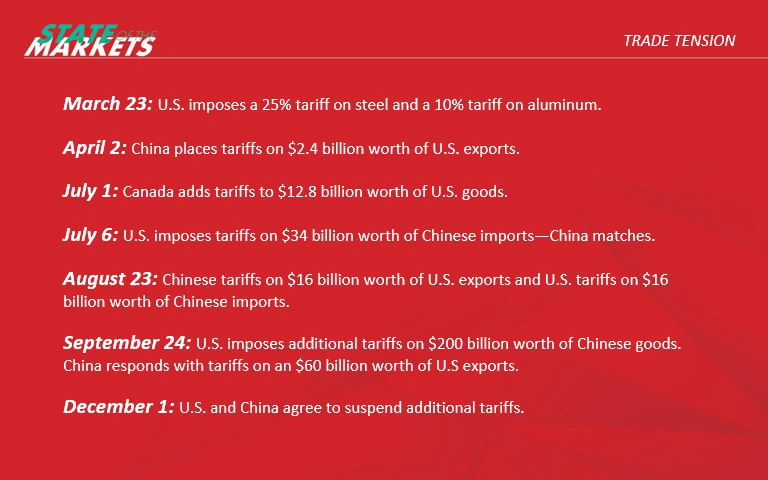 STATE OF THE
MARKETS
TRADE TENSION
March 23: U.S. imposes a 25% tariff on steel and a 10% tariff on aluminum.
April 2: China places tariffs on $2.4 billion worth of U.S. exports.
July 1: Canada adds tariffs to $12.8 billion worth of U.S. goods.
July 6: U.S. imposes tariffs on $34 billion worth of Chinese imports—China matches.
August 23: Chinese tariffs on $16 billion worth of U.S. exports and U.S. tariffs on $16
billion worth of Chinese imports.
September 24: U.S. imposes additional tariffs on $200 billion worth of Chinese goods.
China responds with tariffs on an $60 billion worth of U.S exports.
December 1: U.S. and China agree to suspend additional tariffs.